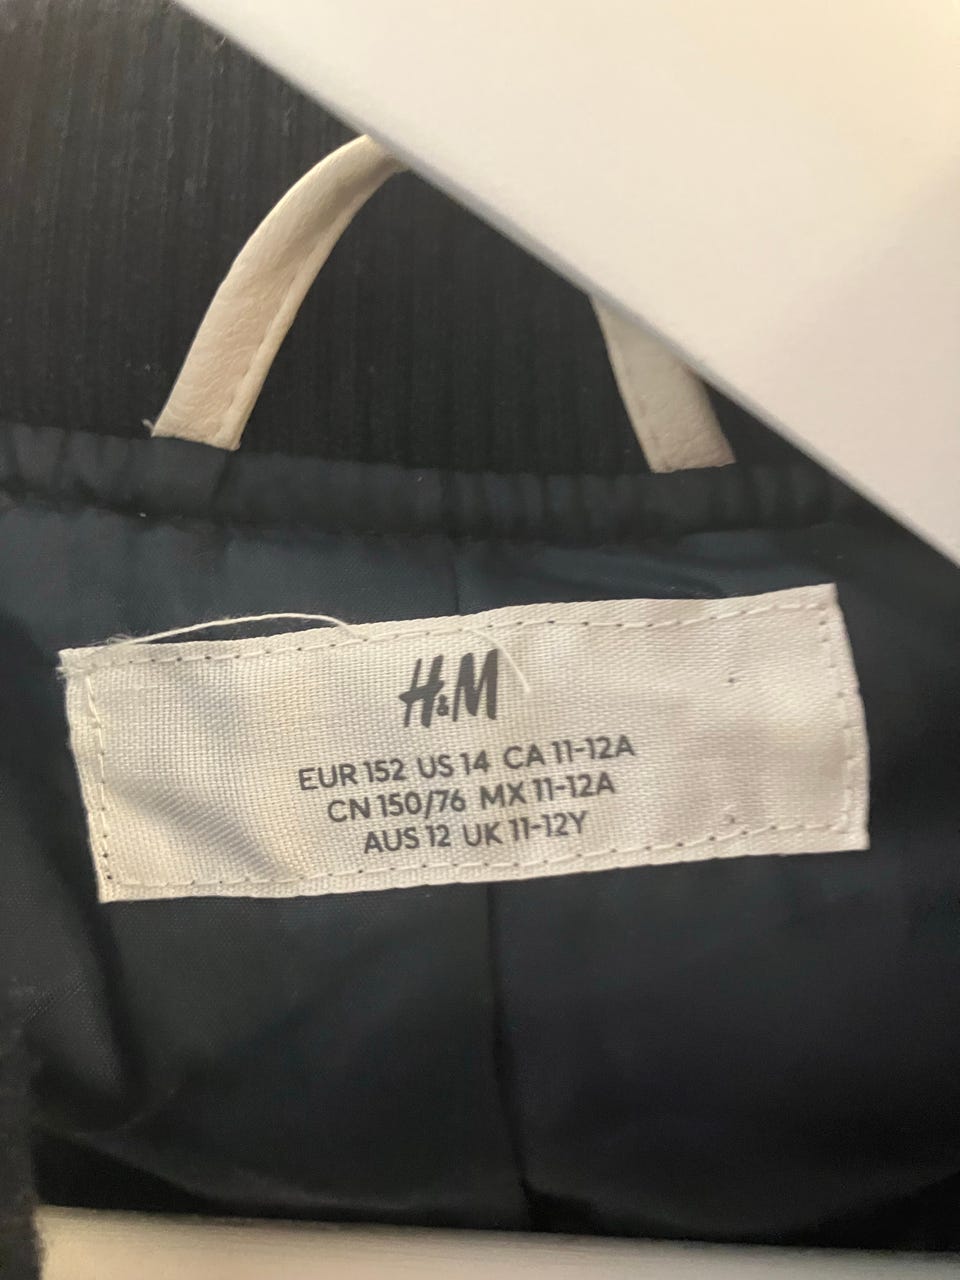 H&M
EUR 152 US 14 CA 11-12A
CN 150/76 MX 11-12A
AUS 12 UK 11-12Y